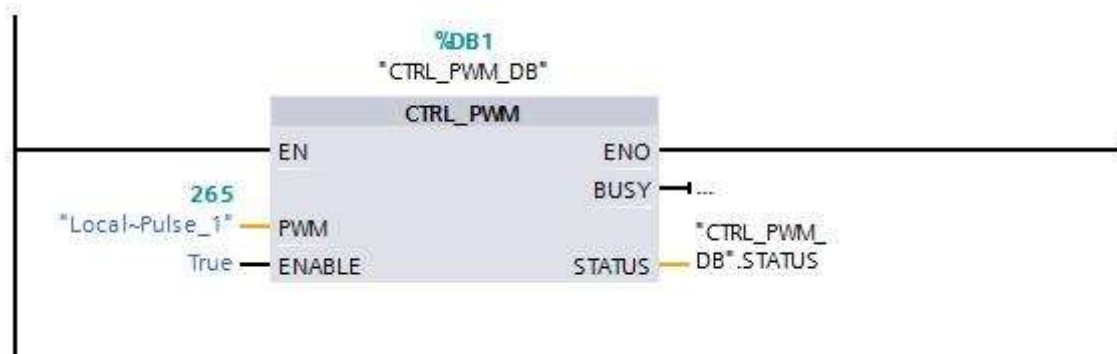 %DB1
"CTRL_PWM_DB"
CTRL_PWM
EN ENO
BUSY ...
265
"Local~Pulse_1" PWM
True ENABLE
STATUS
"CTRL_PWM_
DB".STATUS